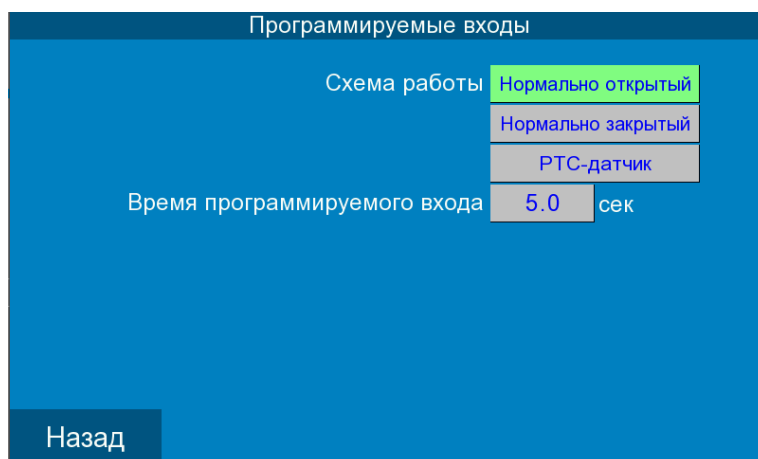 Программируемые входы
Схема работы Нормально открытый
Нормально закрытый
РТС-датчик
Время программируемого входа 5.0 сек
Назад